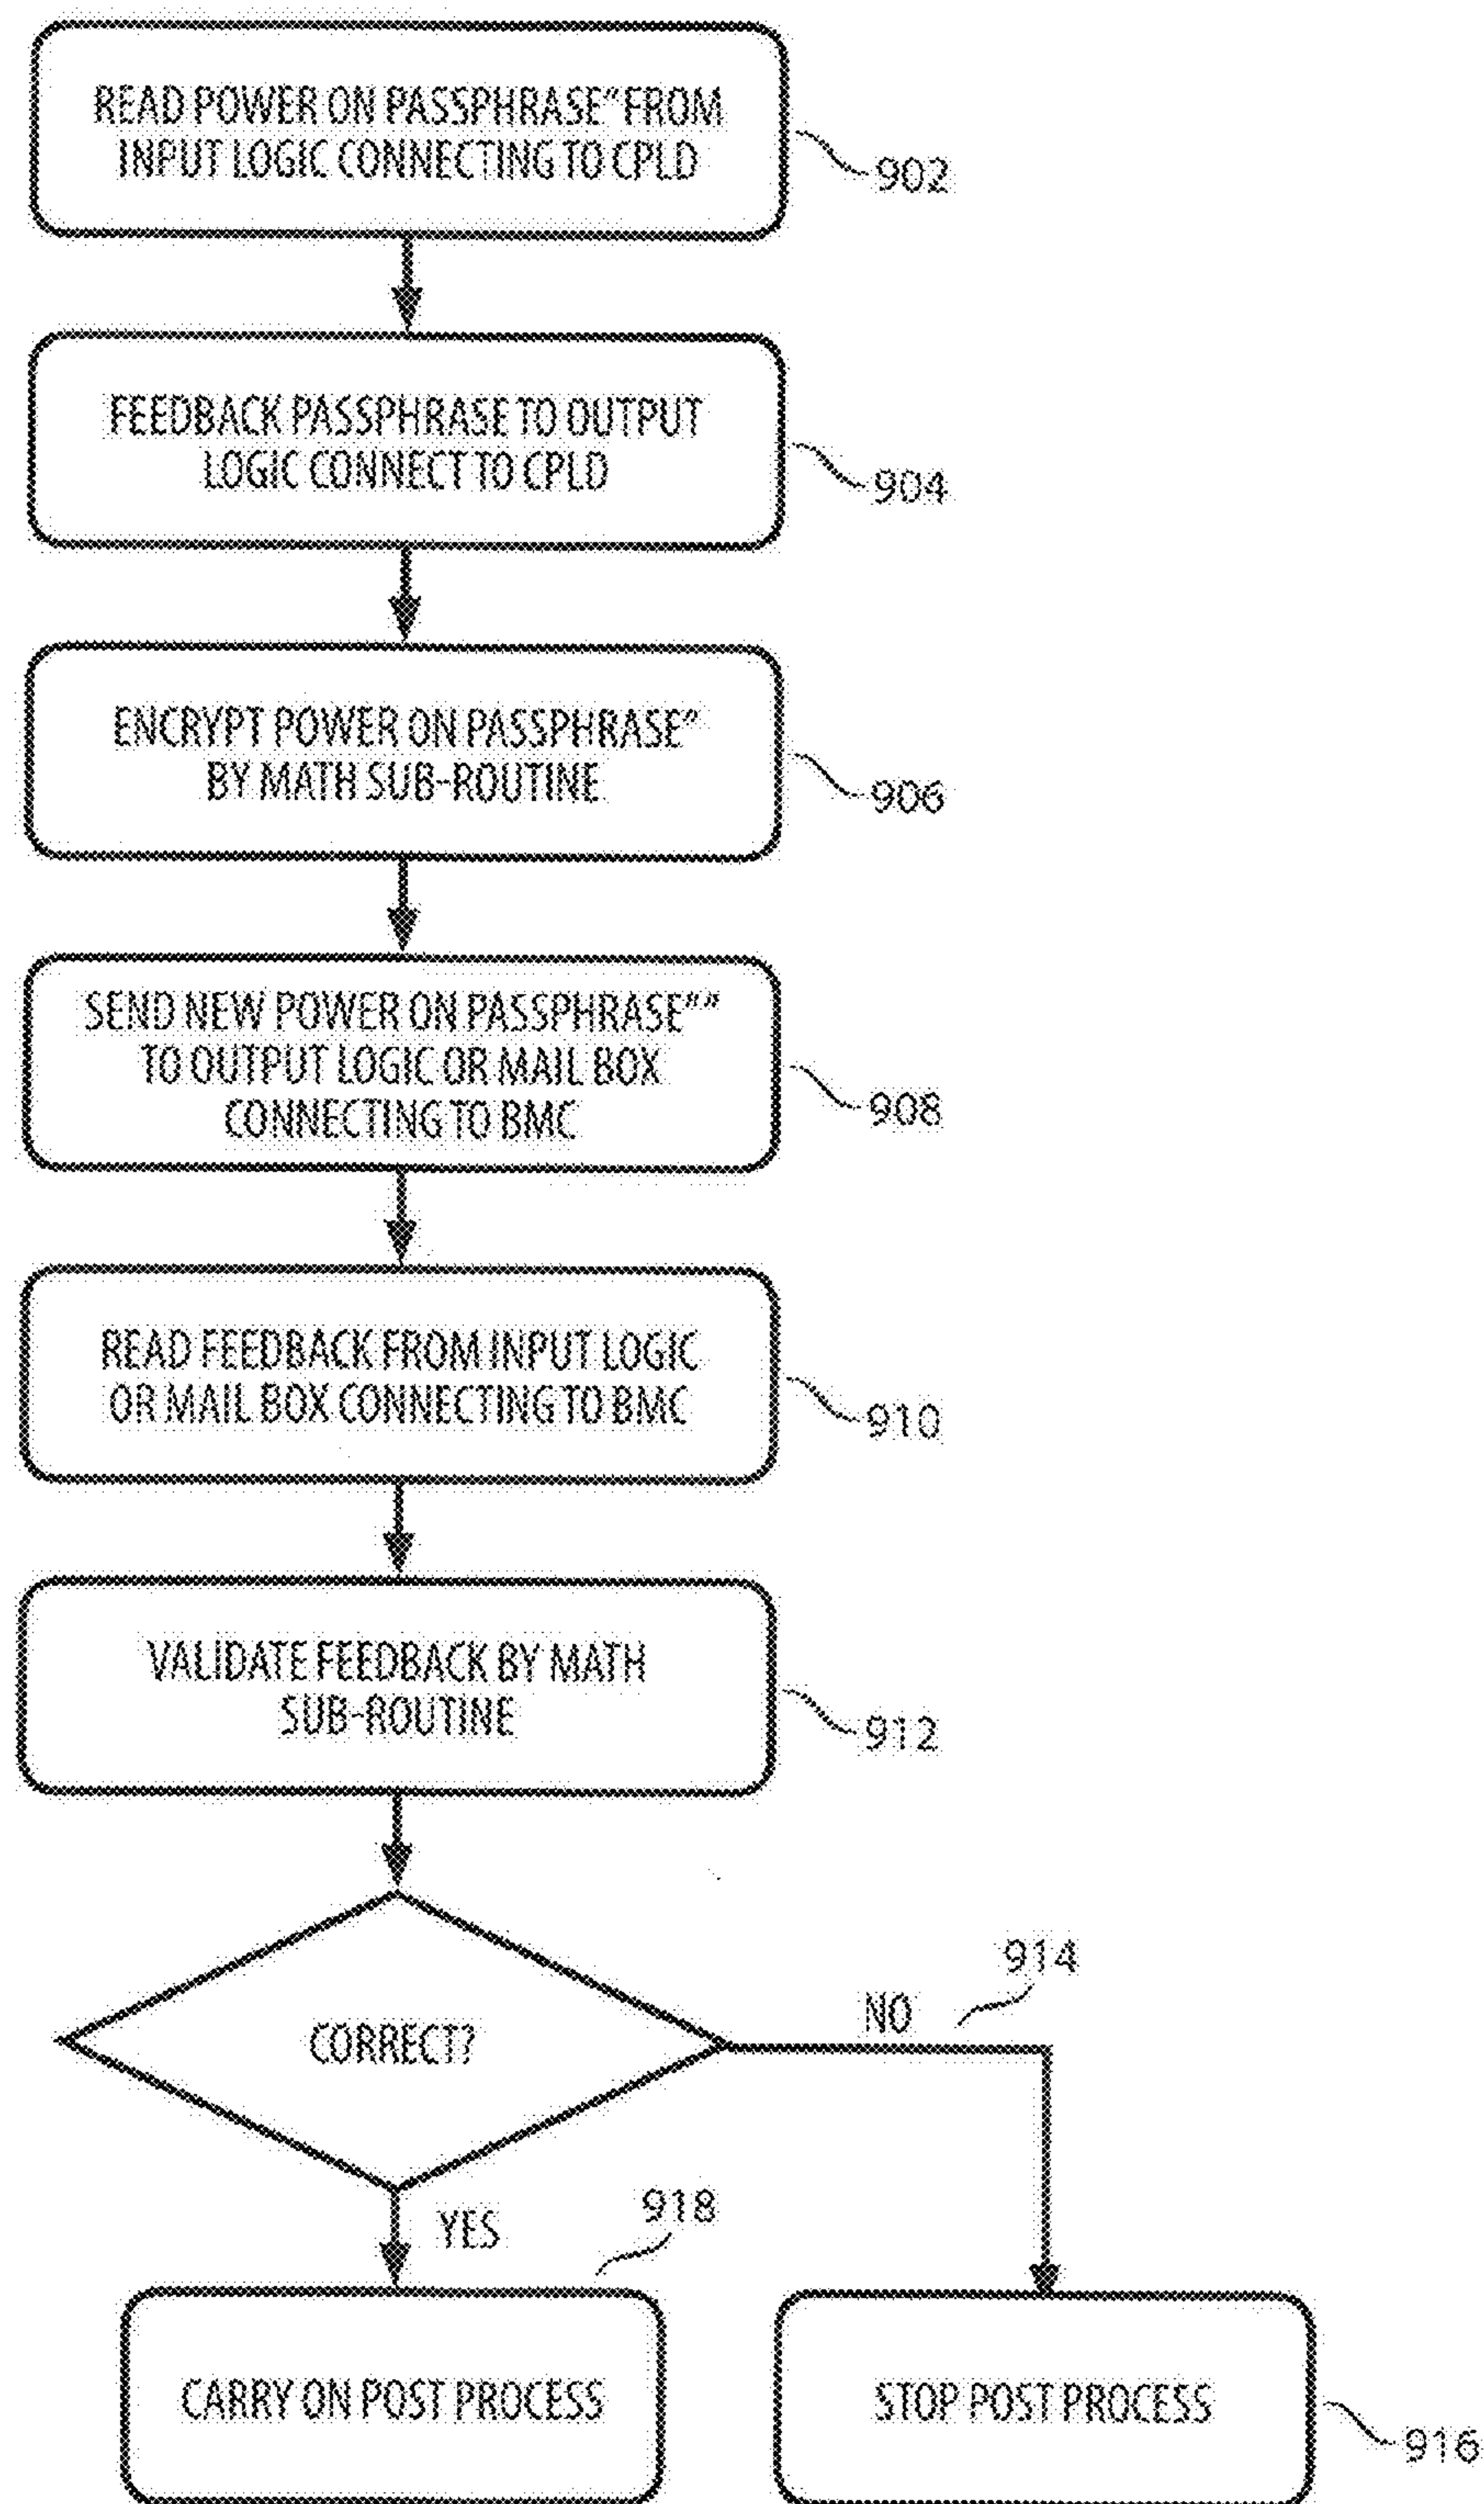 READ POWER ON PASSPHRASE” FROM
INPUT LOGIC CONNECTING TO CPLD
902
FEEDBACK PASSPHRASE TO OUTPUT
LOGIC CONNECT TO CPLD
904
ENCRYPT POWER ON PASSPHRASE”
BY MATH SUB-ROUTINE
906
SEND NEW POWER ON PASSPHRASE””
TO OUTPUT LOGIC OR MAIL BOX
CONNECTING TO BMC
908
READ FEEDBACK FROM INPUT LOGIC
OR MAIL BOX CONNECTING TO BMC
910
VALIDATE FEEDBACK BY MATH
SUB-ROUTINE
912
914
NO
CORRECT?
918
YES
CARRY ON POST PROCESS
STOP POST PROCESS
916